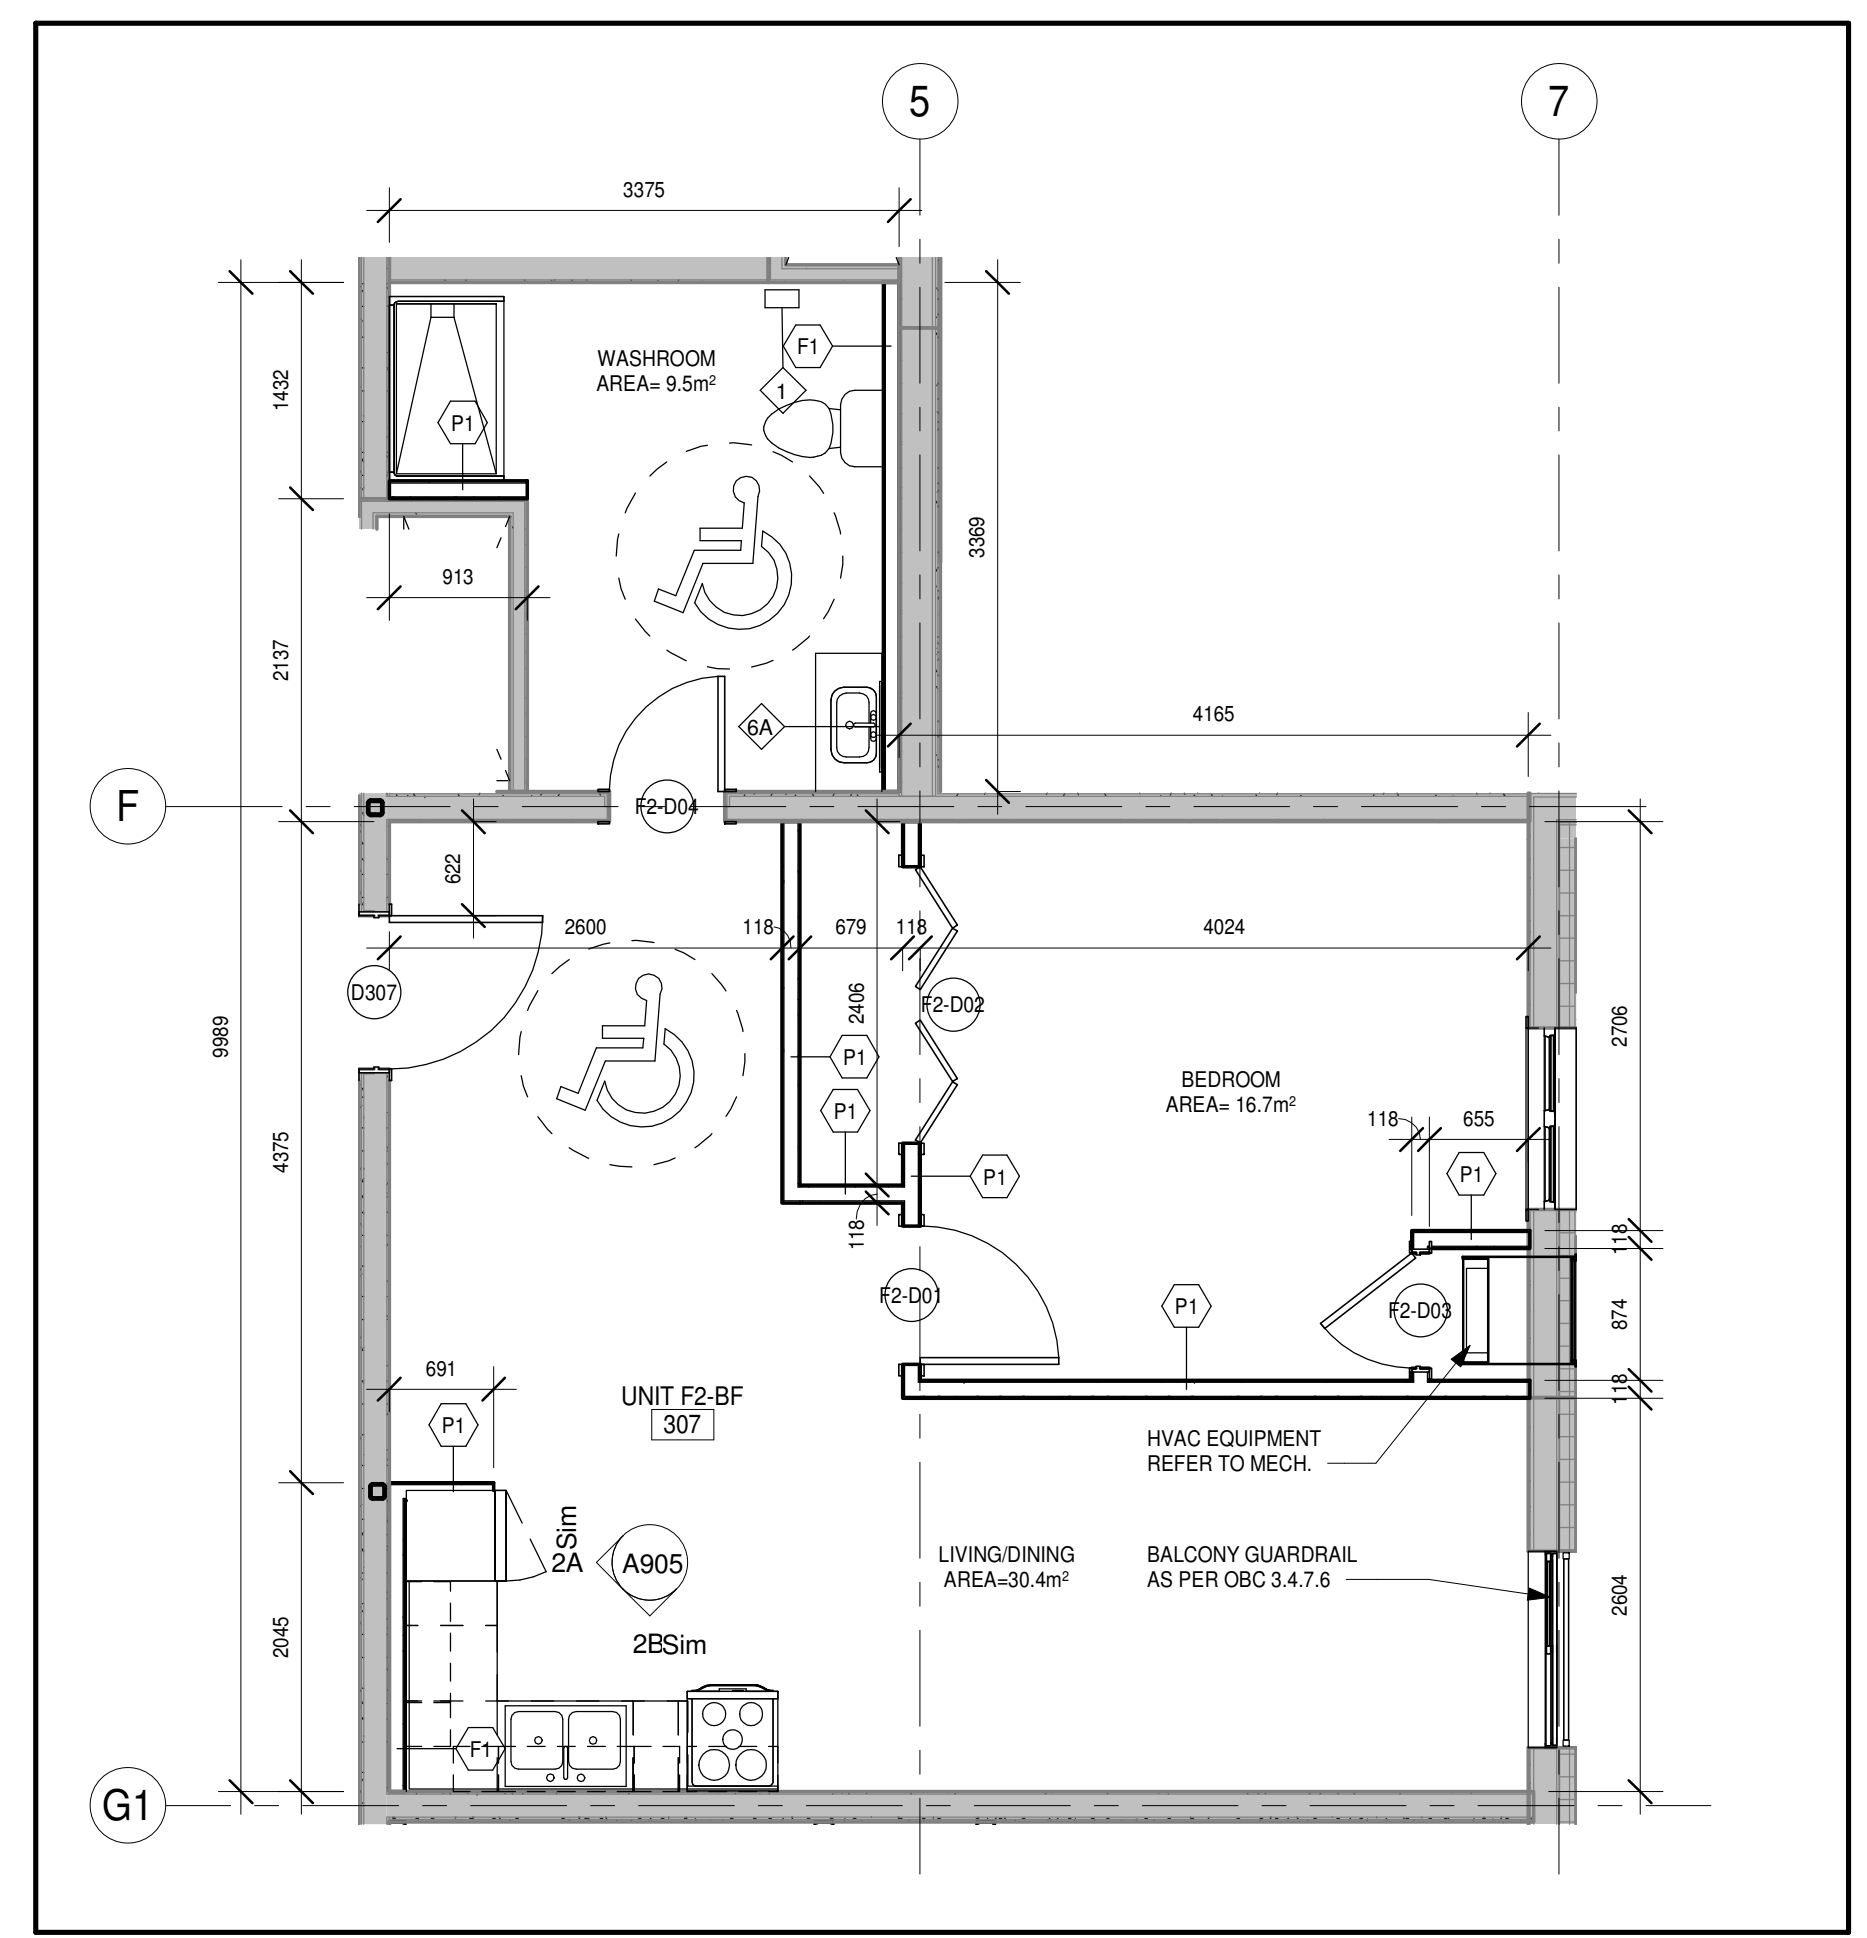 5
7
3375
WASHROOM
AREA= 9.5m²
F1
1
P1
1432
3369
913
2137
4165
6A
F
F2-D04
622
2600
118
679
118
4024
D307
2406
F2-D02
9989
2706
P1
BEDROOM
AREA= 16.7m²
P1
118
655
4375
P1
P1
118
118
F2-D01
P1
F2-D03
874
691
118
UNIT F2-BF
307
P1
HVAC EQUIPMENT
REFER TO MECH.
Sim
2A
A905
LIVING/DINING
AREA=30.4m²
BALCONY GUARDRAIL
AS PER OBC 3.4.7.6
2604
2045
2BSim
F1
G1